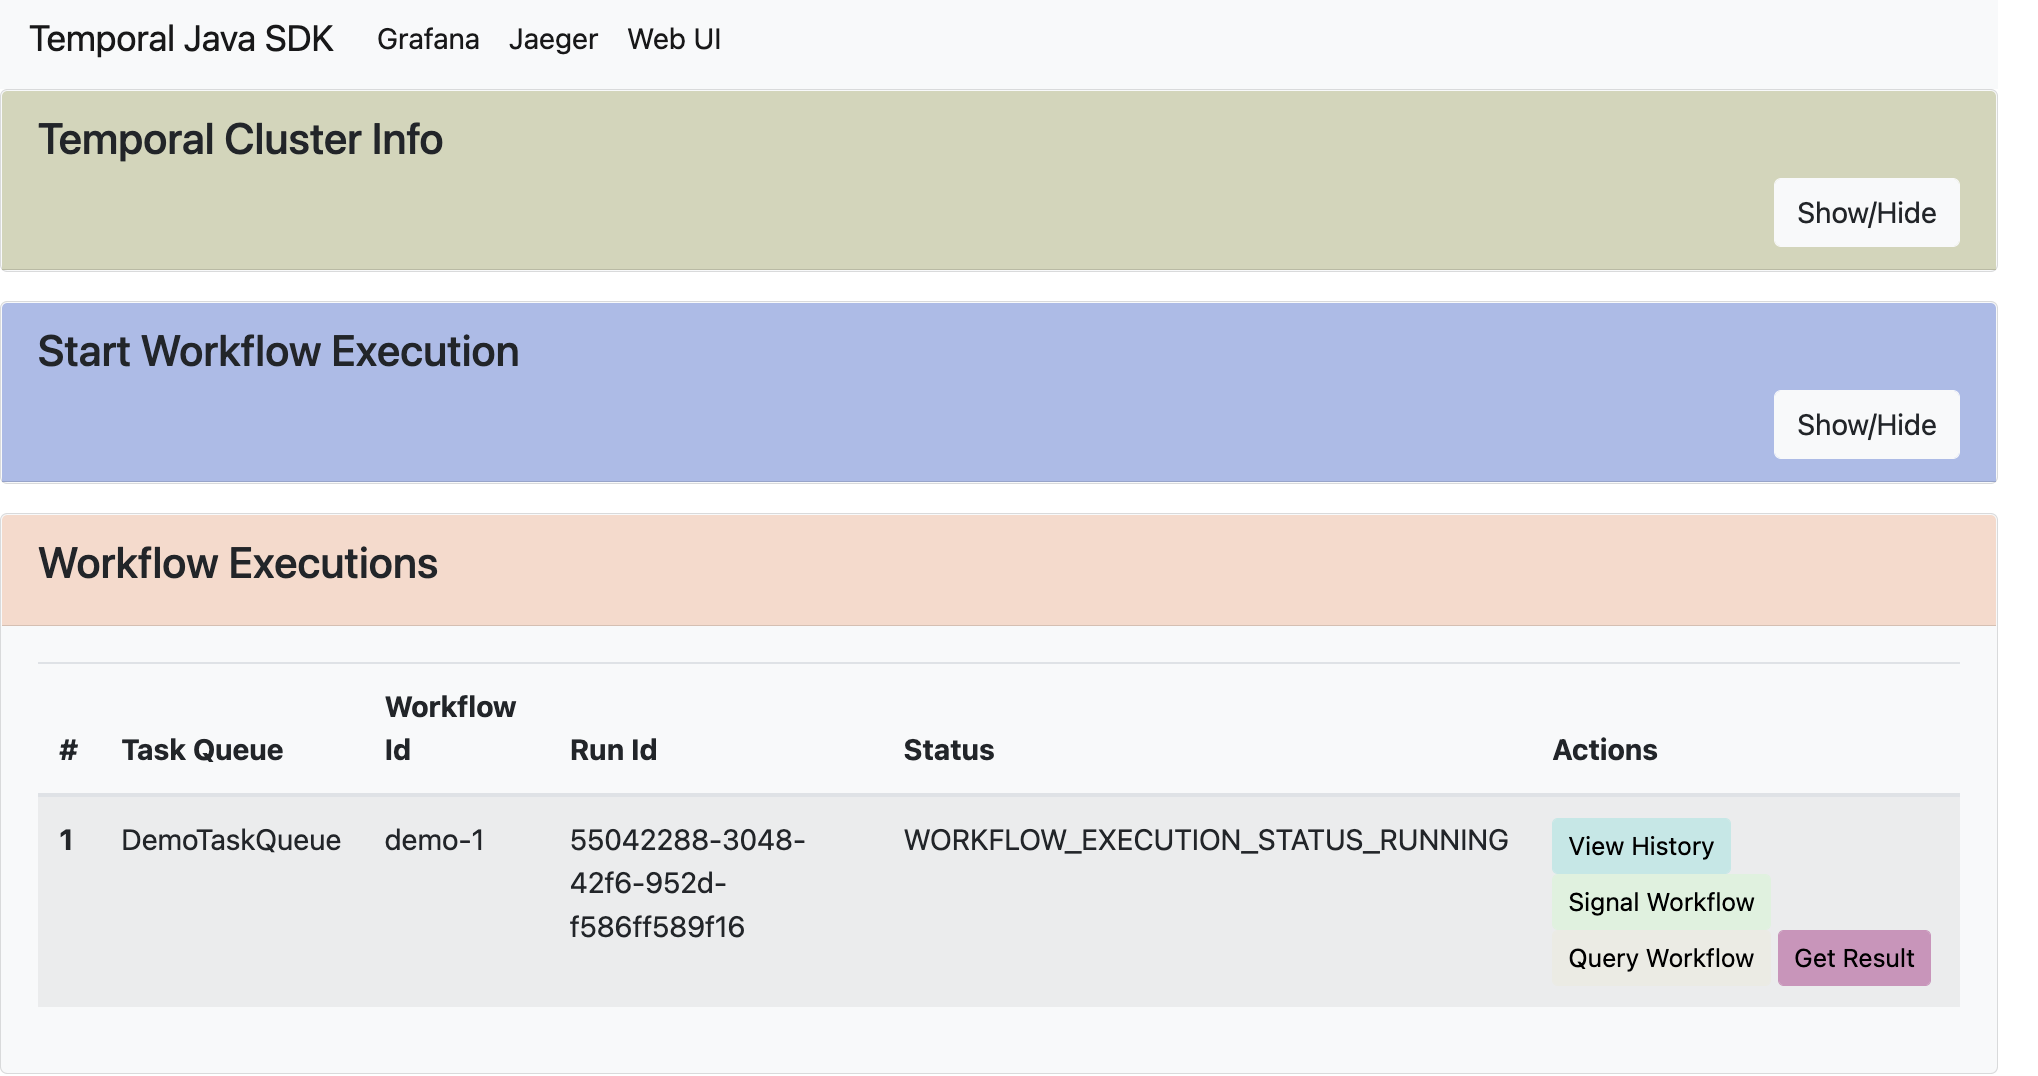 Temporal Java SDK Grafana Jaeger Web UI
Temporal Cluster Info
Show/Hide
Start Workflow Execution
Show/Hide
Workflow Executions
# Task Queue Workflow Id Run Id Status Actions
1 DemoTaskQueue demo-1 55042288-3048- WORKFLOW_EXECUTION_STATUS_RUNNING View History
42f6-952d- Signal Workflow
f586ff589f16 Query Workflow Get Result